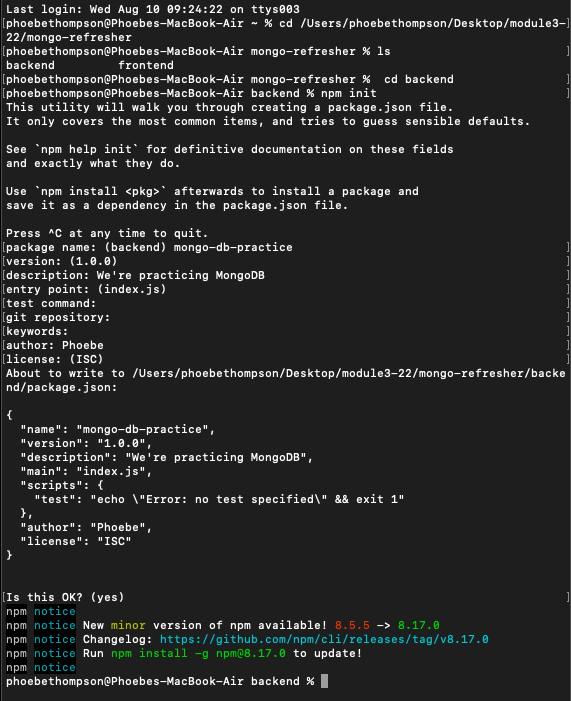 Last login: Wed Aug 10 09:24:22 on ttys003
[phoebethompson@Phoebes-MacBook-Air ~ % cd /Users/phoebethompson/Desktop/module3-]
22/mongo-refresher
[phoebethompson@Phoebes-MacBook-Air mongo-refresher % ls ]
backend frontend
[phoebethompson@Phoebes-MacBook-Air mongo-refresher %  cd backend ]
[phoebethompson@Phoebes-MacBook-Air backend % npm init ]
This utility will walk you through creating a package.json file.
It only covers the most common items, and tries to guess sensible defaults.

See `npm help init` for definitive documentation on these fields
and exactly what they do.

Use `npm install <pkg>` afterwards to install a package and
save it as a dependency in the package.json file.

Press ^C at any time to quit.
[package name: (backend) mongo-db-practice ]
[version: (1.0.0) ]
[description: We're practicing MongoDB ]
[entry point: (index.js) ]
[test command: ]
[git repository: ]
[keywords: ]
[author: Phoebe ]
[license: (ISC) ]
About to write to /Users/phoebethompson/Desktop/module3-22/mongo-refresher/backe
nd/package.json:

{
  "name": "mongo-db-practice",
  "version": "1.0.0",
  "description": "We're practicing MongoDB",
  "main": "index.js",
  "scripts": {
    "test": "echo \"Error: no test specified\" && exit 1"
  },
  "author": "Phoebe",
  "license": "ISC"
}

[Is this OK? (yes) ]
npm notice
npm notice New minor version of npm available! 8.5.5 -> 8.17.0
npm notice Changelog: https://github.com/npm/cli/releases/tag/v8.17.0
npm notice Run npm install -g npm@8.17.0 to update!
npm notice
phoebethompson@Phoebes-MacBook-Air backend %